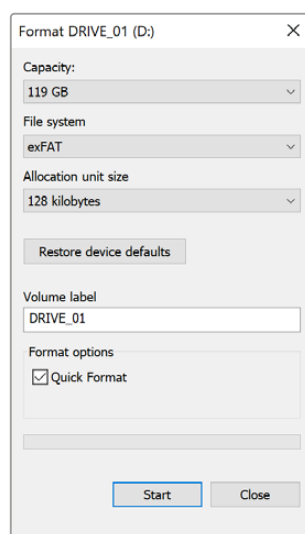 Format DRIVE_01 (D:)
Capacity:
119 GB
File system
exFAT
Allocation unit size
128 kilobytes
Restore device defaults
Volume label
DRIVE_01
Format options
Quick Format
Start Close